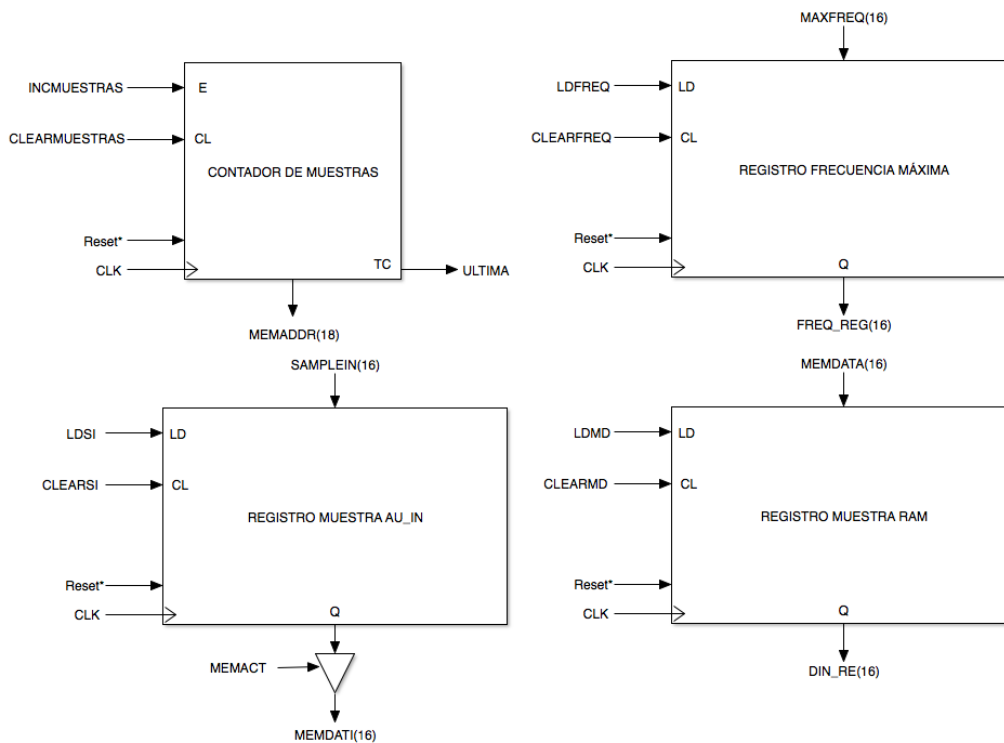 INCMUESTRAS
E
CLEARMUESTRAS
CL
CONTADOR DE MUESTRAS
Reset*
CLK
TC
ULTIMA
MEMADDR(18)
MAXFREQ(16)
LDFREQ
LD
CLEARFREQ
CL
REGISTRO FRECUENCIA MÁXIMA
Reset*
CLK
Q
FREQ_REG(16)
SAMPLEIN(16)
LDSI
LD
CLEARSI
CL
REGISTRO MUESTRA AU_IN
Reset*
CLK
Q
MEMACT
MEMDATI(16)
MEMDATA(16)
LDMD
LD
CLEARMD
CL
REGISTRO MUESTRA RAM
Reset*
CLK
Q
DIN_RE(16)